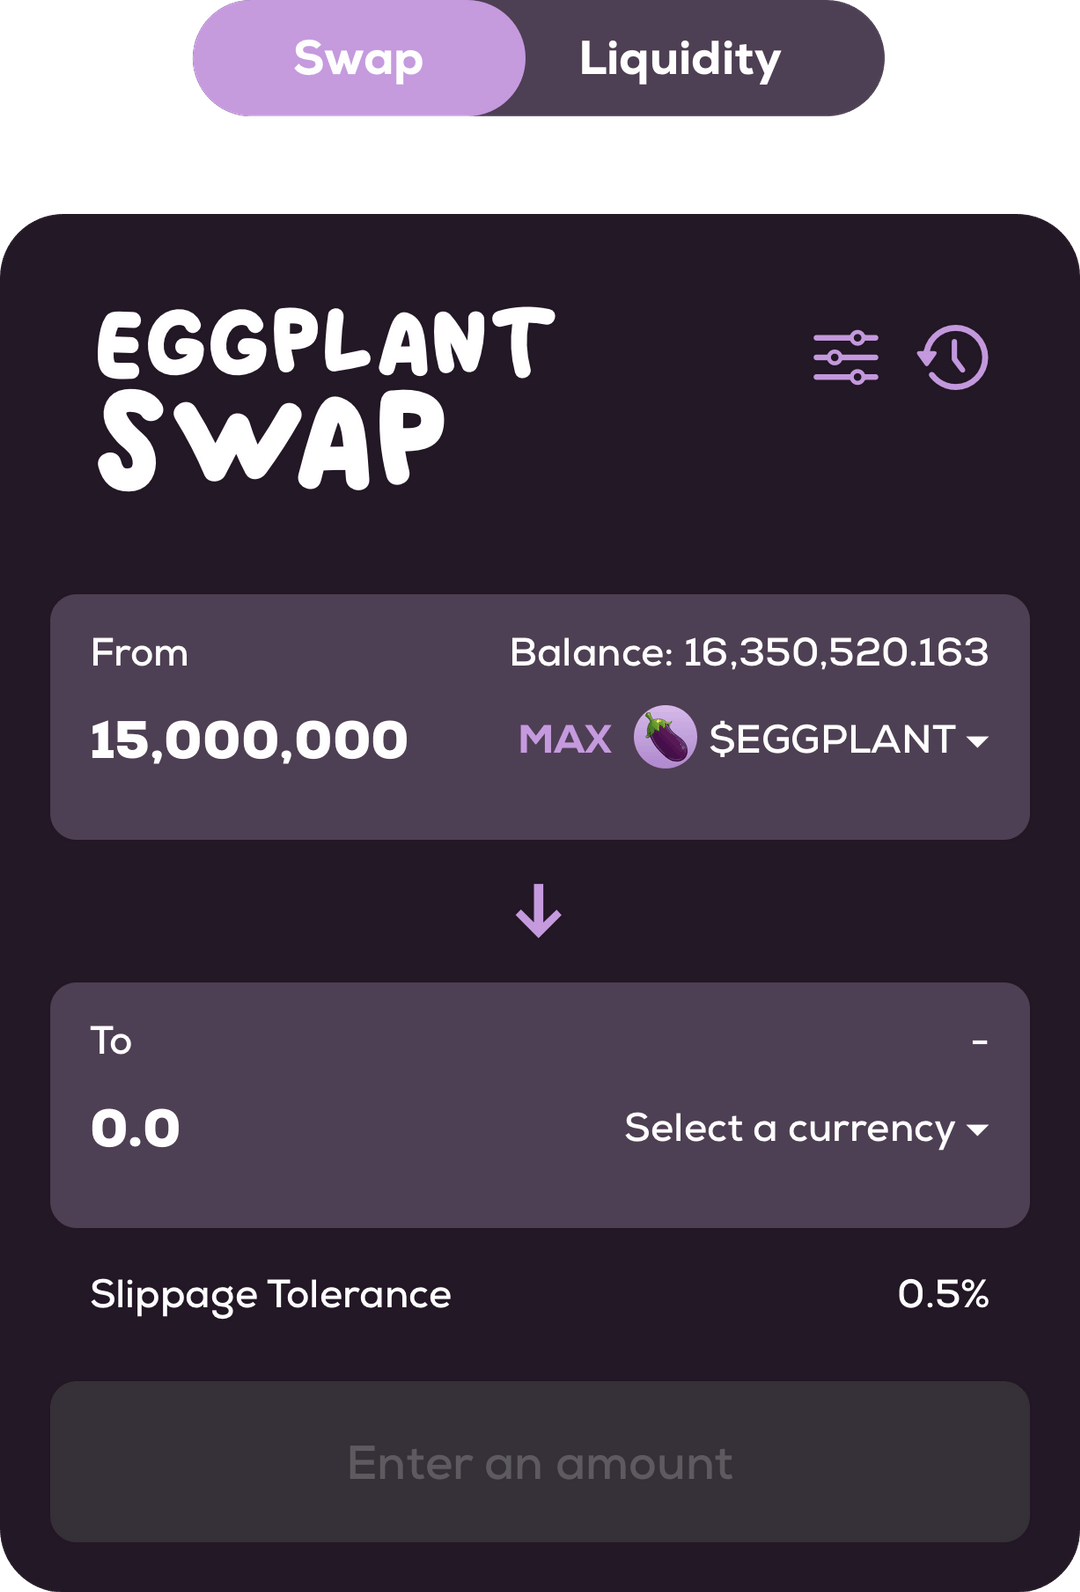 Swap Liquidity
EGGPLANT
SWAP
From Balance: 16,350,520.163
15,000,000 MAX $EGGPLANT
To -
0.0 Select a currency
Slippage Tolerance 0.5%
Enter an amount